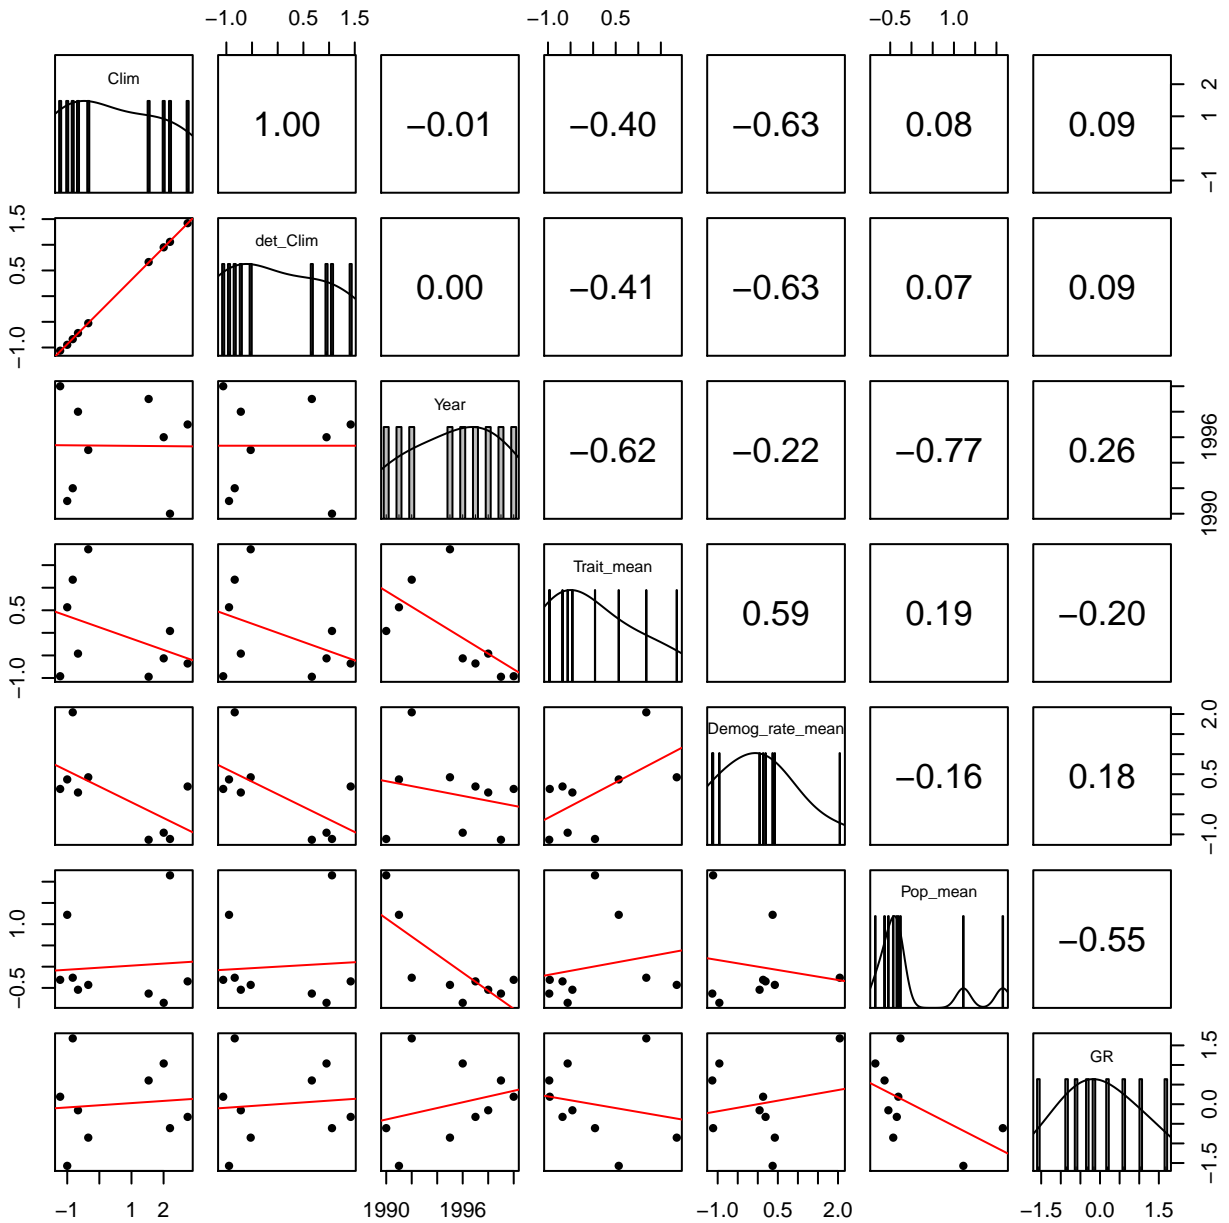 −1.0 0.5 1.5 −1.0 0.5 −0.5 1.0
Clim 1.00 −0.01 −0.40 −0.63 0.08 0.09 −1 1 2
−1.0 0.5 1.5 det_Clim 0.00 −0.41 −0.63 0.07 0.09
Year −0.62 −0.22 −0.77 0.26 1990 1996
−1.0 0.5 Trait_mean 0.59 0.19 −0.20
Demog_rate_mean −0.16 0.18 −1.0 0.5 2.0
−0.5 1.0 Pop_mean −0.55
GR −1.5 0.0 1.5
−1 1 2 1990 1996 −1.0 0.5 2.0 −1.5 0.0 1.5